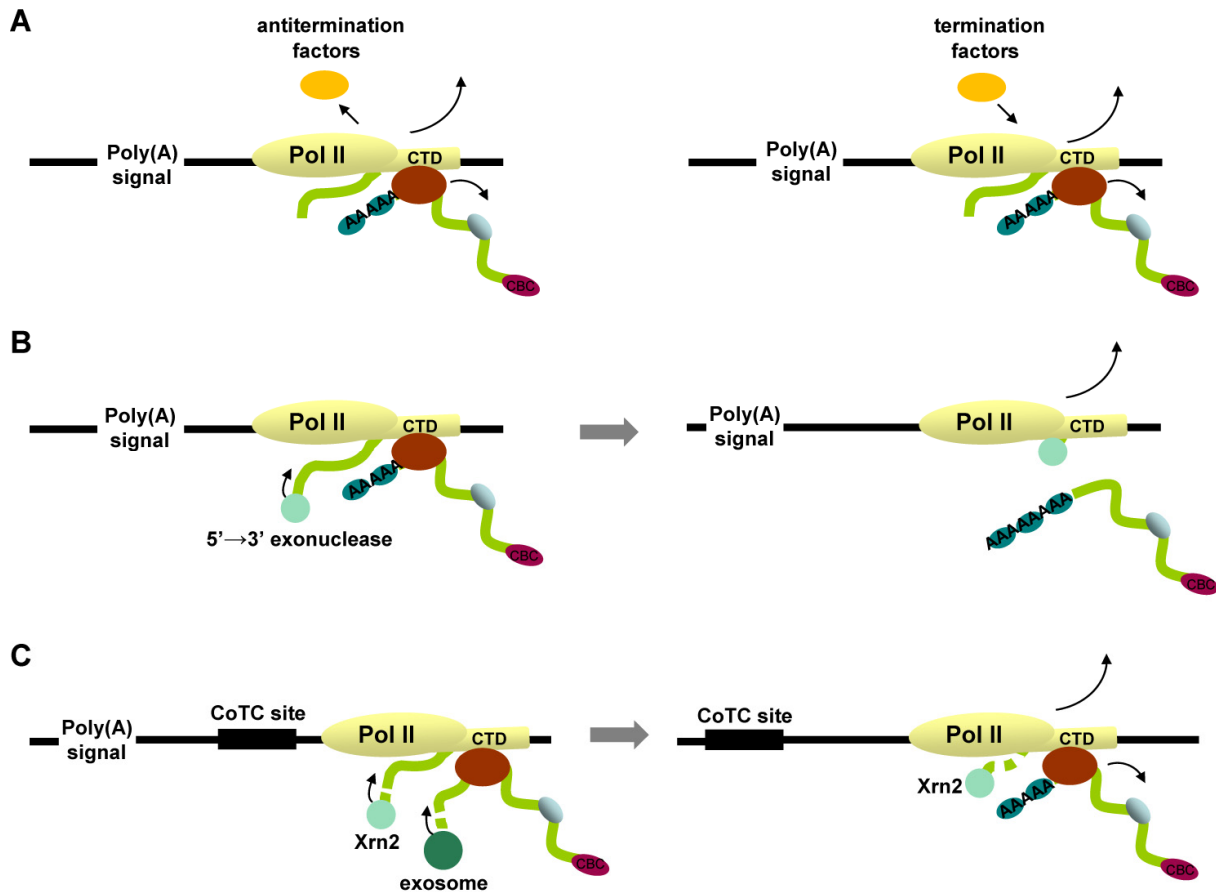 A
antitermination
factors
termination
factors
Poly(A)
signal
Pol II
CTD
AAAAA
CBC
Poly(A)
signal
Pol II
CTD
AAAAA
CBC
B
Poly(A)
signal
Pol II
CTD
AAAAA
5’→3’ exonuclease
CBC
Poly(A)
signal
Pol II
CTD
AAAAAAAA
CBC
C
Poly(A)
signal
CoTC site
Pol II
CTD
Xrn2
exosome
CBC
CoTC site
Pol II
CTD
Xrn2
AAAAA
CBC